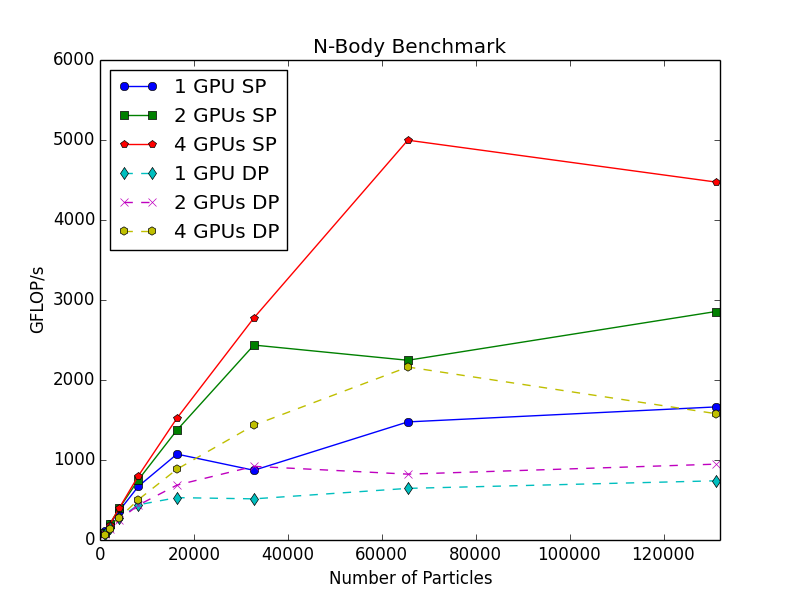 N-Body Benchmark
6000
5000
4000
3000
2000
1000
0
GFLOP/s
1 GPU SP
2 GPUs SP
4 GPUs SP
1 GPU DP
2 GPUs DP
4 GPUs DP
0 20000 40000 60000 80000 100000 120000
Number of Particles